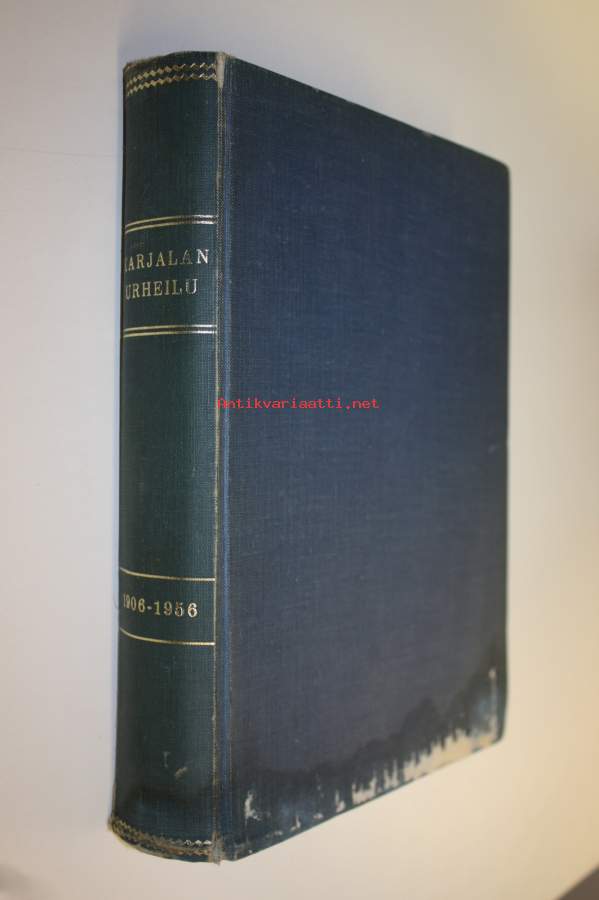 KARJALAN
URHEILU
Antikvariaatti.net
1906-1956